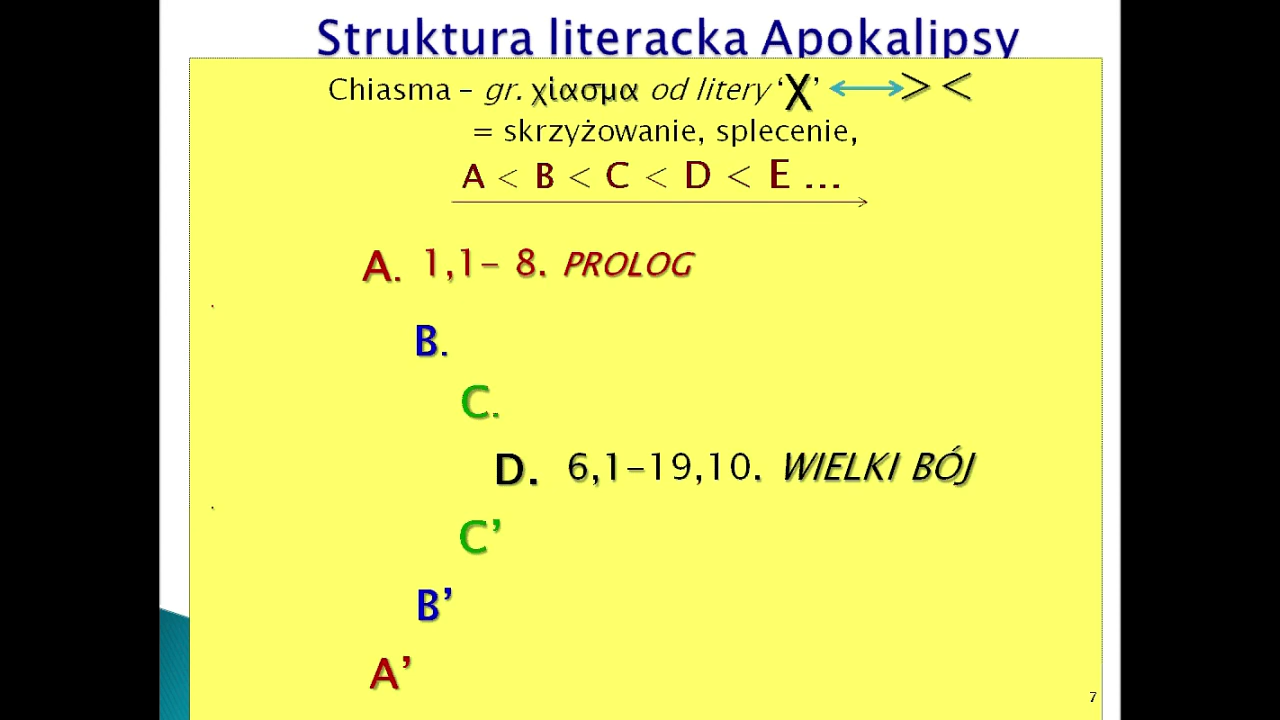 Struktura literacka Apokalipsy
Chiasma – gr. χίασμα od litery ‘χ’ > <
= skrzyżowanie, splecenie,
A < B < C < D < E ...
A. 1,1– 8. PROLOG
B.
C.
D. 6,1–19,10. WIELKI BÓJ
C’
B’
A’
7